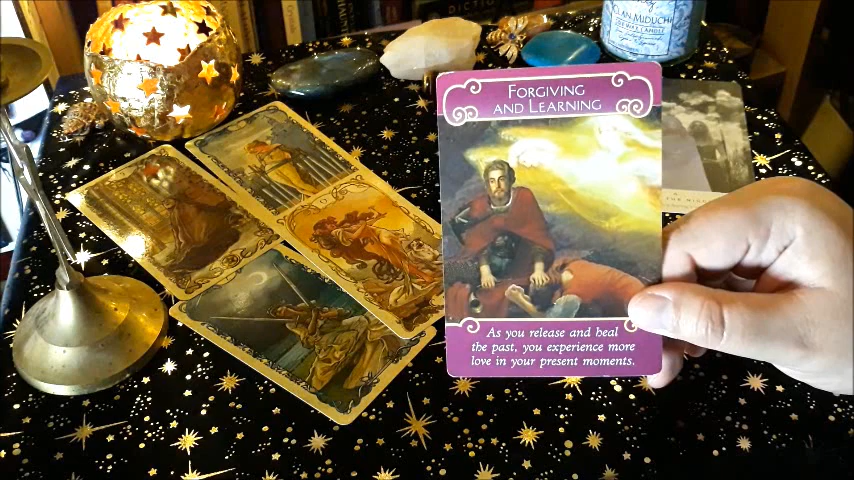 FORGIVING
AND LEARNING
As you release and heal
the past, you experience more
love in your present moments.